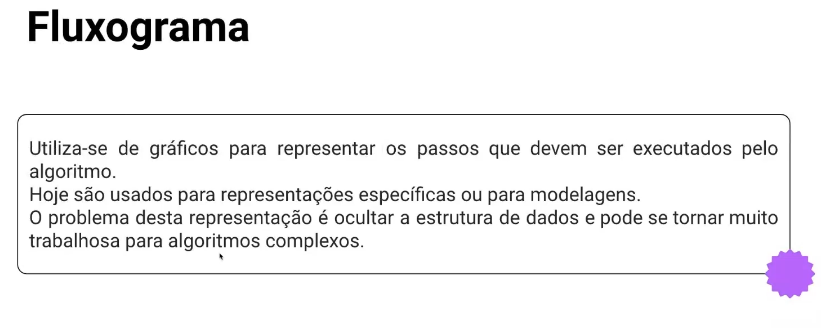 Fluxograma
Utiliza-se de gráficos para representar os passos que devem ser executados pelo
algoritmo.
Hoje são usados para representações específicas ou para modelagens.
O problema desta representação é ocultar a estrutura de dados e pode se tornar muito
trabalhosa para algoritmos complexos.